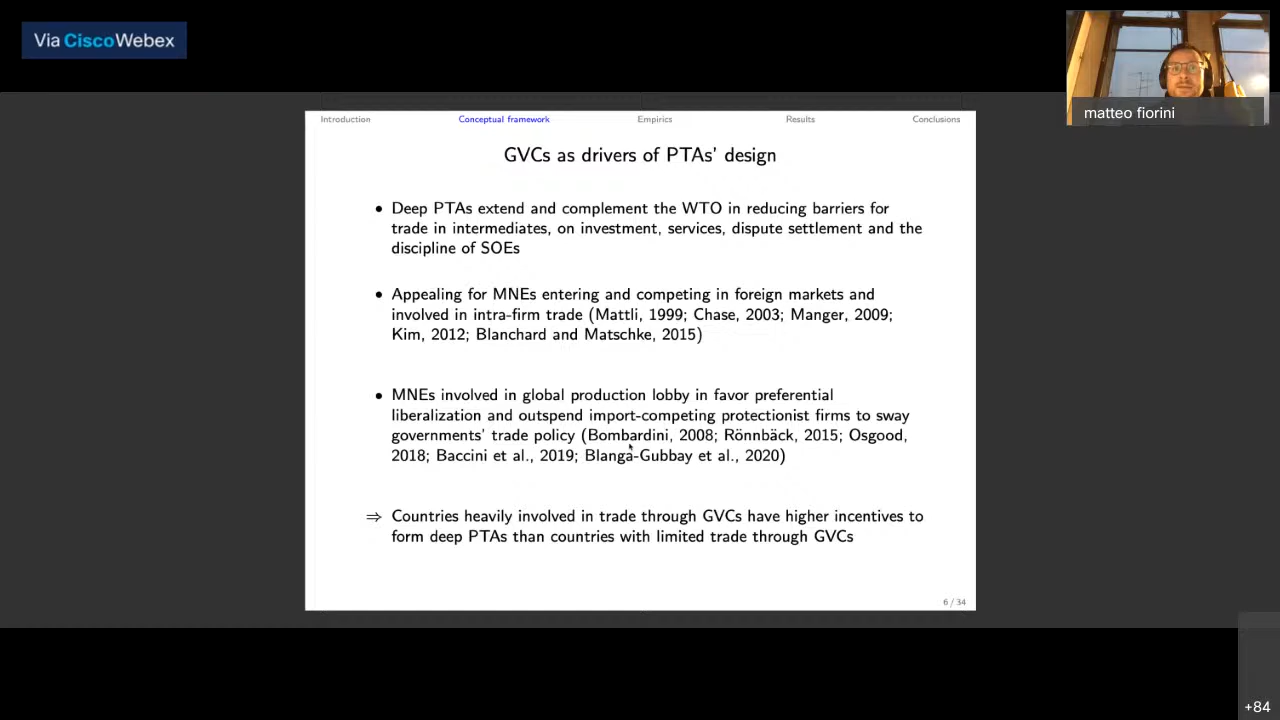 Via Cisco Webex
matteo fiorini
Introduction
Conceptual framework
Empirics
Results
Conclusions
GVCs as drivers of PTAs' design
• Deep PTAs extend and complement the WTO in reducing barriers for
trade in intermediates, on investment, services, dispute settlement and the
discipline of SOEs
• Appealing for MNEs entering and competing in foreign markets and
involved in intra-firm trade (Mattli, 1999; Chase, 2003; Manger, 2009;
Kim, 2012; Blanchard and Matschke, 2015)
• MNEs involved in global production lobby in favor preferential
liberalization and outspend import-competing protectionist firms to sway
governments' trade policy (Bombardini, 2008; Rönnbäck, 2015; Osgood,
2018; Baccini et al., 2019; Blanga-Gubbay et al., 2020)
⇒ Countries heavily involved in trade through GVCs have higher incentives to
form deep PTAs than countries with limited trade through GVCs
6 / 34
+84